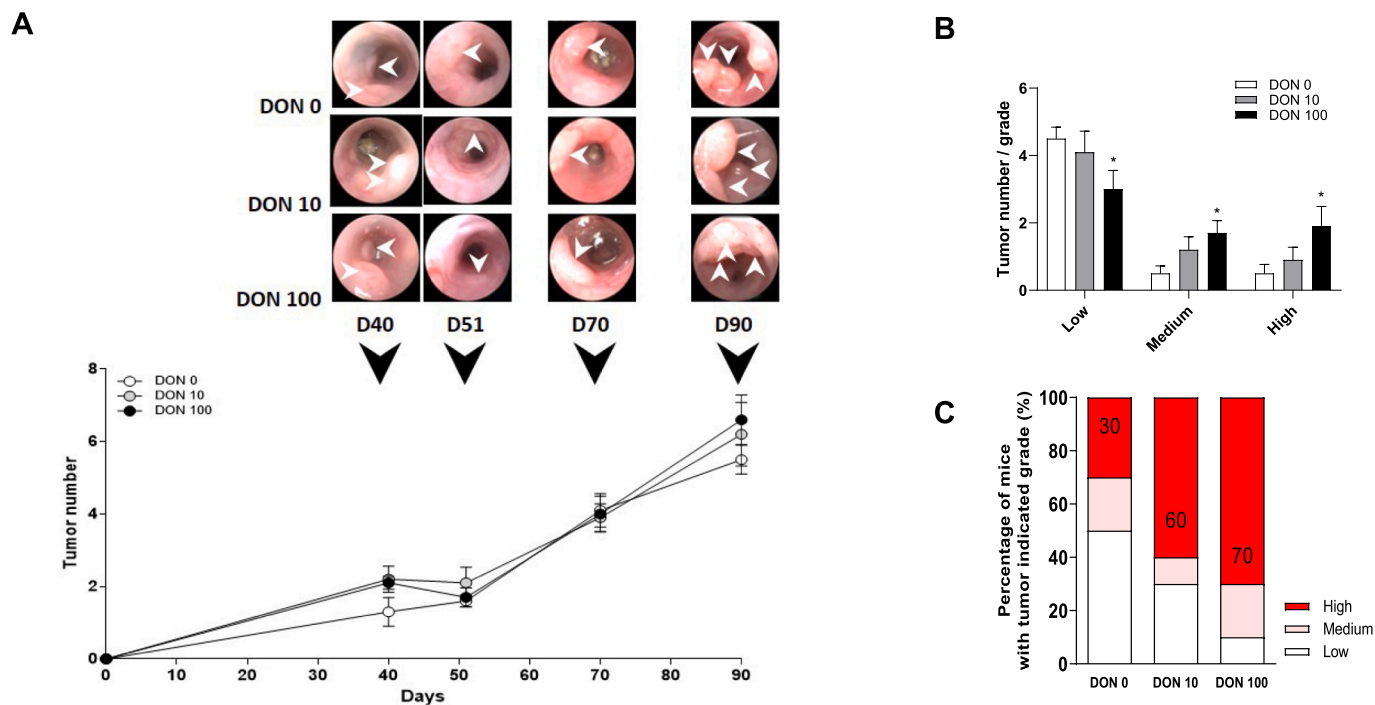 A
DON 0
DON 10
DON 100
D40
D51
D70
D90
DON 0
DON 10
DON 100
8
6
4
2
0
Tumor number
0
10
20
30
40
50
60
70
80
90
Days
B
DON 0
DON 10
DON 100
6
4
2
0
Tumor number / grade
*
*
*
Low
Medium
High
C
100
80
60
40
20
0
Percentage of mice
with tumor indicated grade (%)
30
60
70
DON 0
DON 10
DON 100
High
Medium
Low